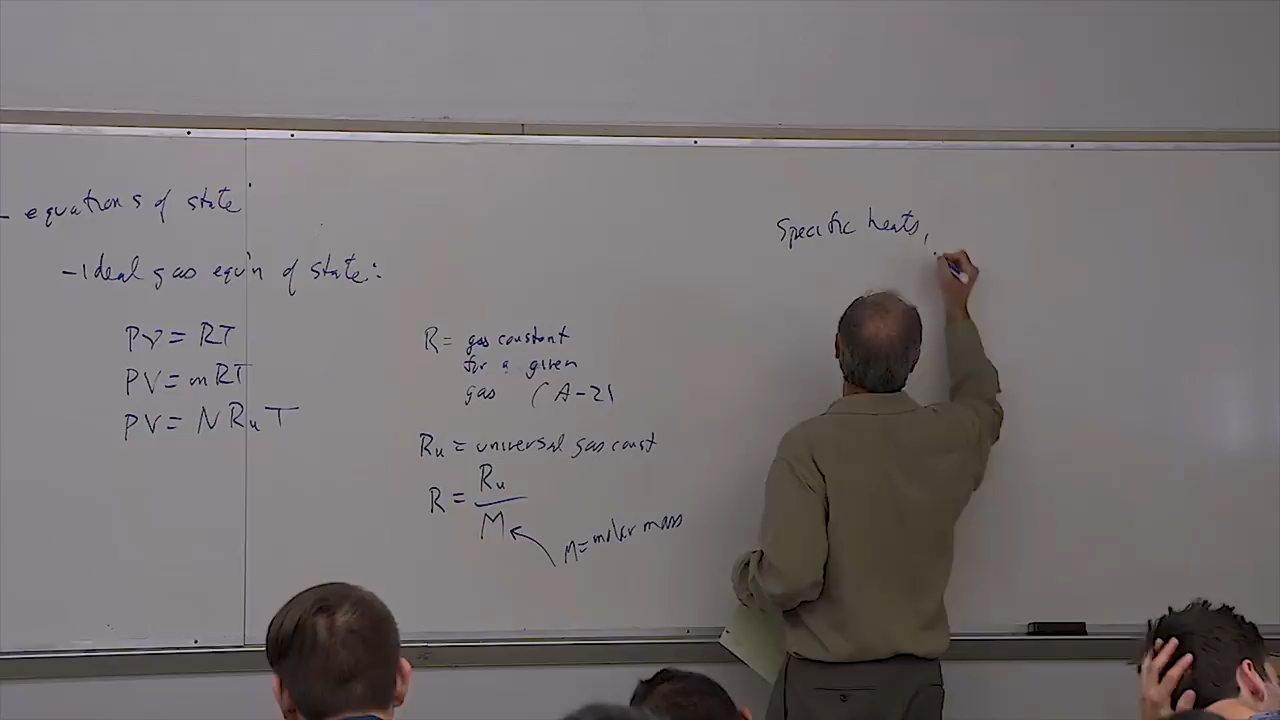 - equations of state
- Ideal gas equ'n of state:
Pv = RT
PV = mRT
PV = N Ru T
R = gas constant
for a given
gas (A-2)
Ru = universal gas const
R = Ru / M
M = molar mass
Specific heats,